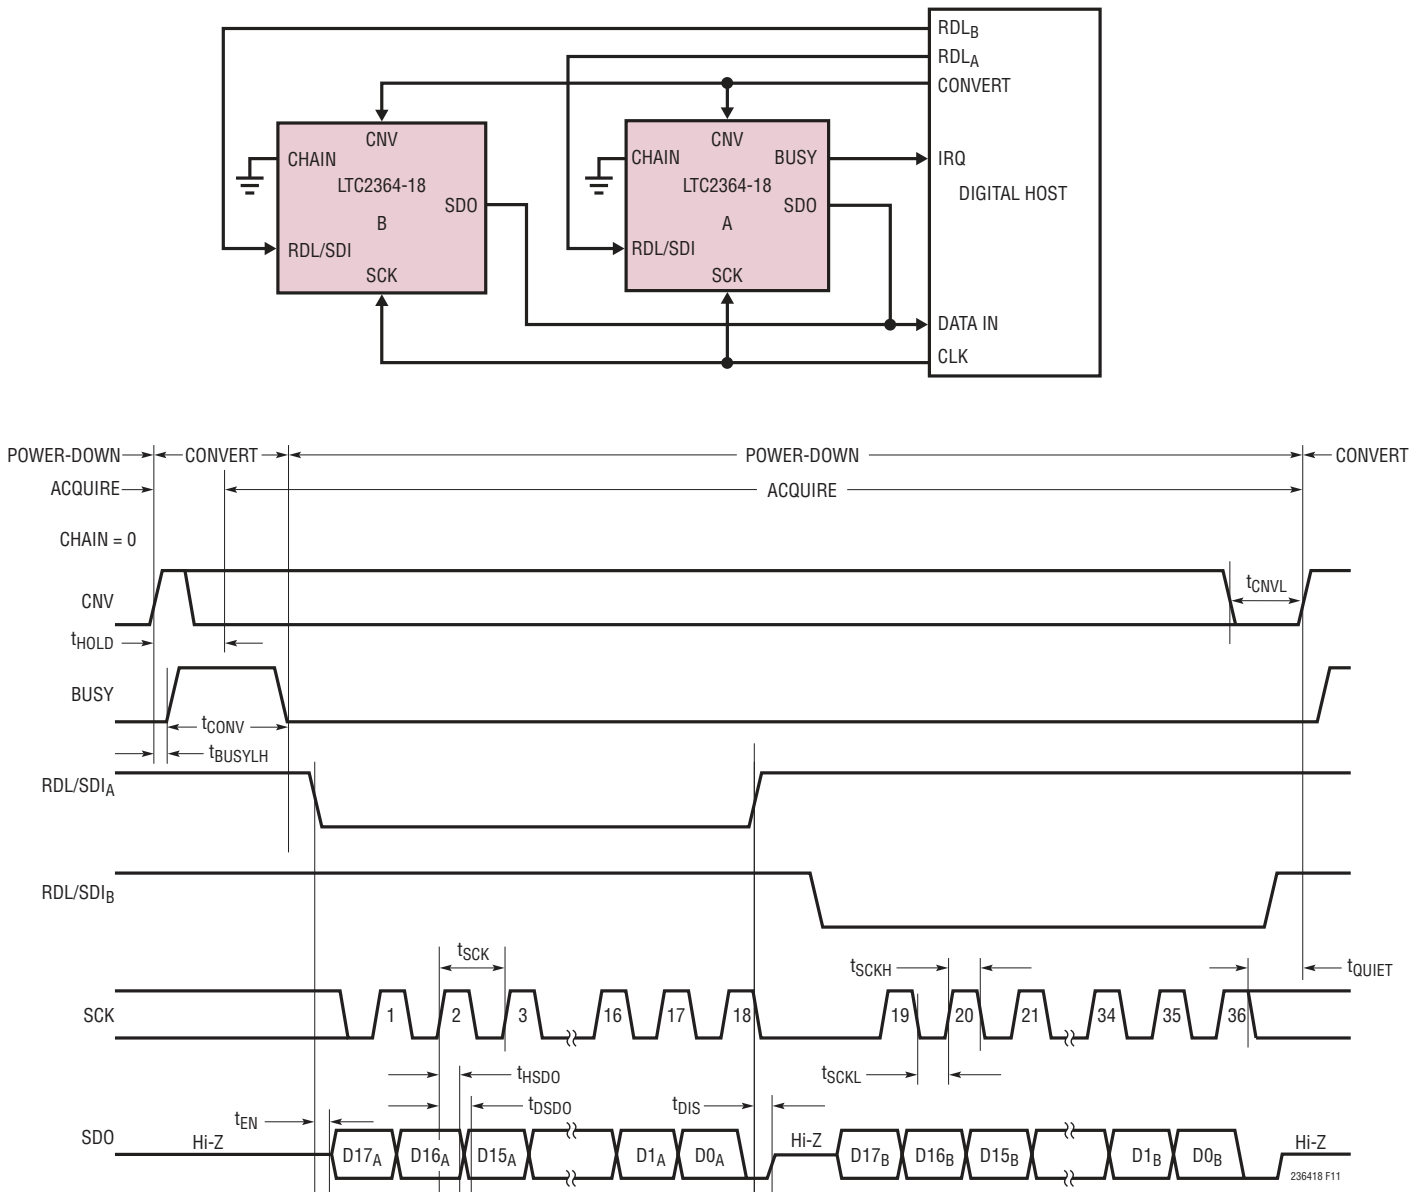 RDLB
RDLA
CONVERT
CNV
CNV
CHAIN
CHAIN
BUSY
IRQ
LTC2364-18
LTC2364-18
DIGITAL HOST
SDO
SDO
B
A
RDL/SDI
RDL/SDI
SCK
SCK
DATA IN
CLK
POWER-DOWN
CONVERT
POWER-DOWN
CONVERT
ACQUIRE
ACQUIRE
CHAIN = 0
CNV
tCNVL
tHOLD
BUSY
tCONV
tBUSYLH
RDL/SDIA
RDL/SDIB
tSCK
tSCKH
tQUIET
SCK
1 2 3 16 17 18 19 20 21 34 35 36
tHSDO
tSCKL
tEN
tDSDO
tDIS
SDO
Hi-Z
D17A D16A D15A D1A D0A
Hi-Z
D17B D16B D15B D1B D0B
Hi-Z
236418 F11